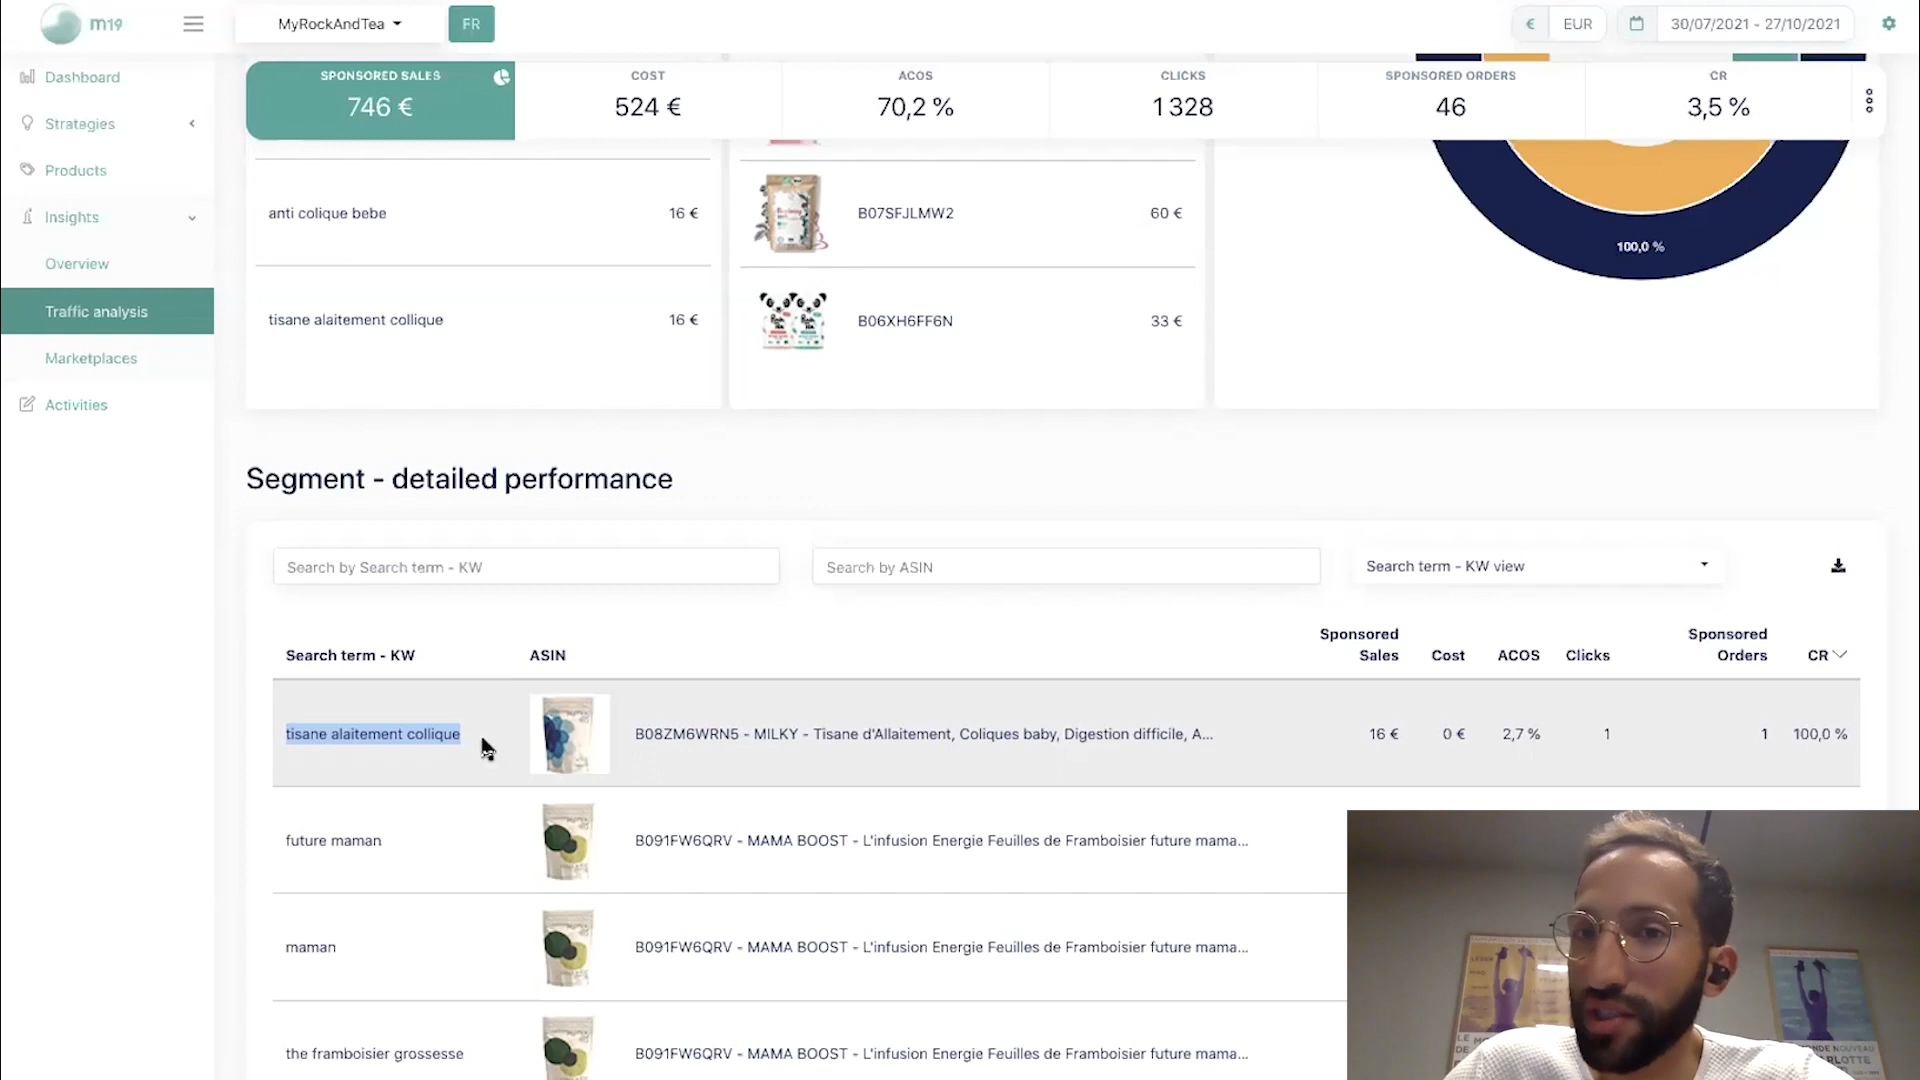 m19
MyRockAndTea
FR
€ EUR
30/07/2021 - 27/10/2021
Dashboard
Strategies
Products
Insights
Overview
Traffic analysis
Marketplaces
Activities
SPONSORED SALES
746 €
COST
524 €
ACOS
70,2 %
CLICKS
1 328
SPONSORED ORDERS
46
CR
3,5 %
anti colique bebe 16 €
tisane alaitement collique 16 €
B07SFJLMW2 60 €
B06XH6FF6N 33 €
100,0 %
Segment - detailed performance
Search by Search term - KW
Search by ASIN
Search term - KW view
Search term - KW ASIN Sponsored Sales Cost ACOS Clicks Sponsored Orders CR
tisane alaitement collique B08ZM6WRN5 - MILKY - Tisane d'Allaitement, Coliques baby, Digestion difficile, A... 16 € 0 € 2,7 % 1 1 100,0 %
future maman B091FW6QRV - MAMA BOOST - L'infusion Energie Feuilles de Framboisier future mama...
maman B091FW6QRV - MAMA BOOST - L'infusion Energie Feuilles de Framboisier future mama...
the framboisier grossesse B091FW6QRV - MAMA BOOST - L'infusion Energie Feuilles de Framboisier future mama...